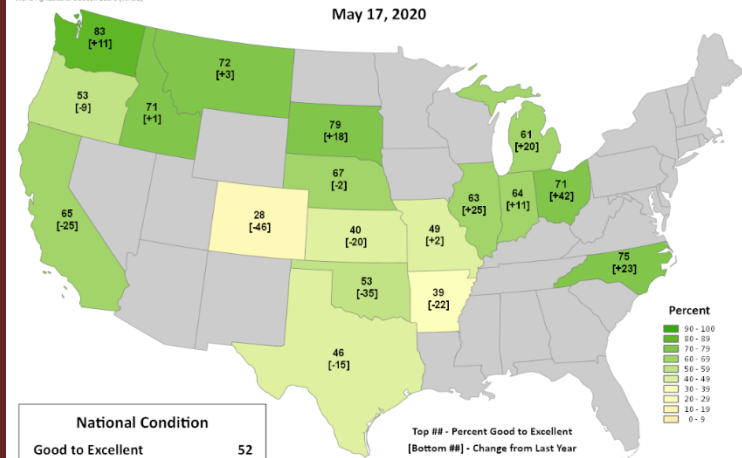 May 17, 2020
83
[+11]
72
[+3]
53
[-9]
71
[+1]
79
[+18]
61
[+20]
67
[-2]
65
[-25]
63
[+25]
64
[+11]
71
[+42]
28
[-46]
40
[-20]
49
[+2]
75
[+23]
53
[-35]
39
[-22]
46
[-15]
Percent
90 - 100
80 - 89
70 - 79
60 - 69
50 - 59
40 - 49
30 - 39
20 - 29
10 - 19
0 - 9
National Condition
Good to Excellent 52
Top ## - Percent Good to Excellent
[Bottom ##] - Change from Last Year